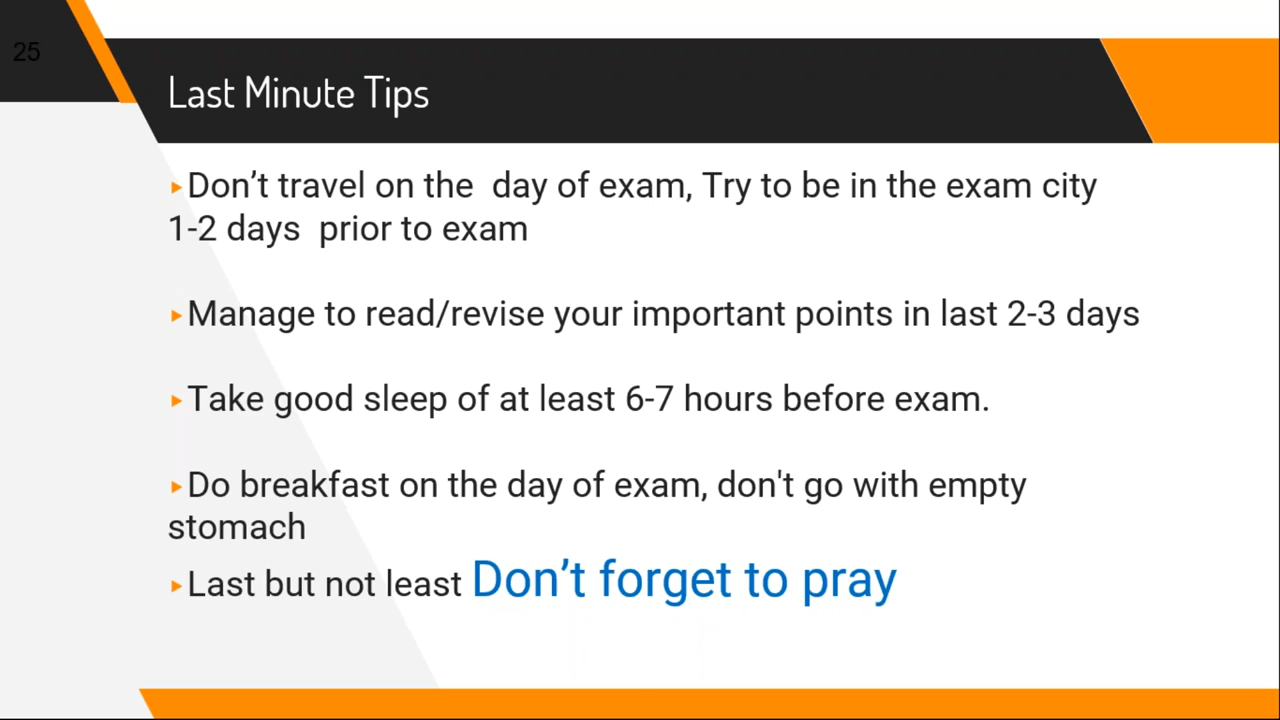 25
Last Minute Tips
▸Don’t travel on the  day of exam, Try to be in the exam city
1-2 days  prior to exam
▸Manage to read/revise your important points in last 2-3 days
▸Take good sleep of at least 6-7 hours before exam.
▸Do breakfast on the day of exam, don't go with empty
stomach
▸Last but not least Don’t forget to pray